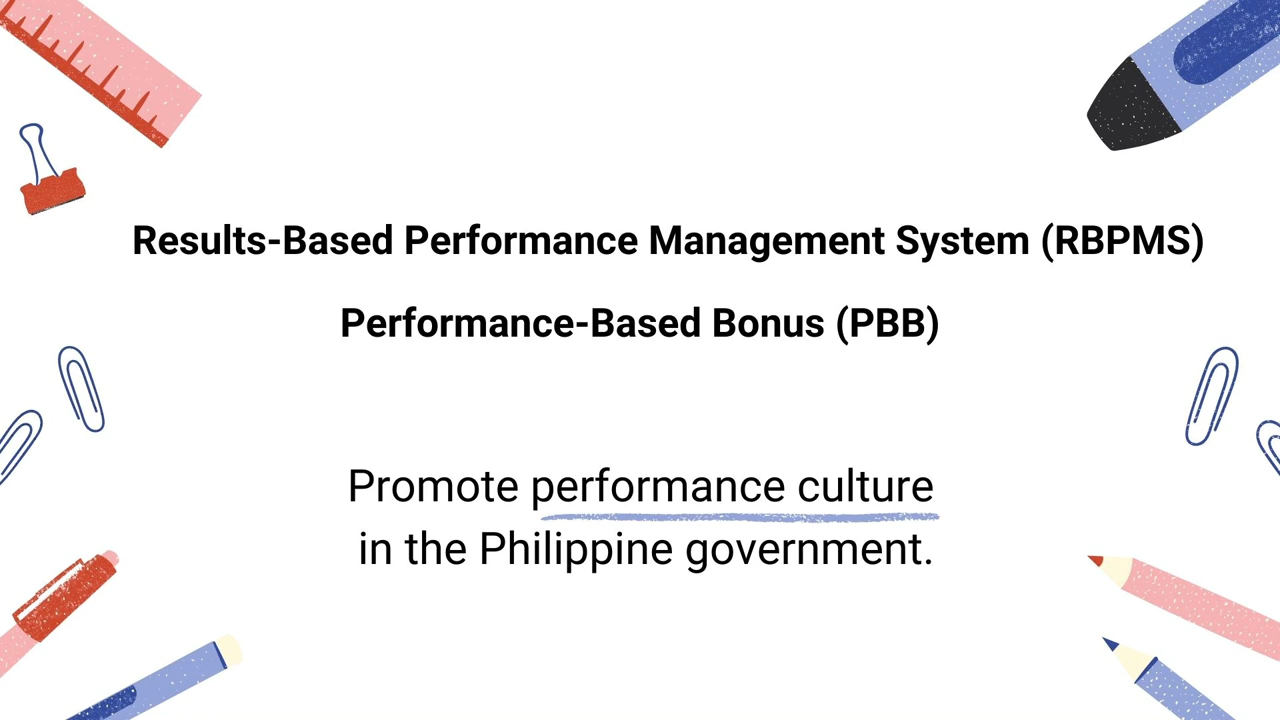 Results-Based Performance Management System (RBPMS)
Performance-Based Bonus (PBB)
Promote performance culture
in the Philippine government.